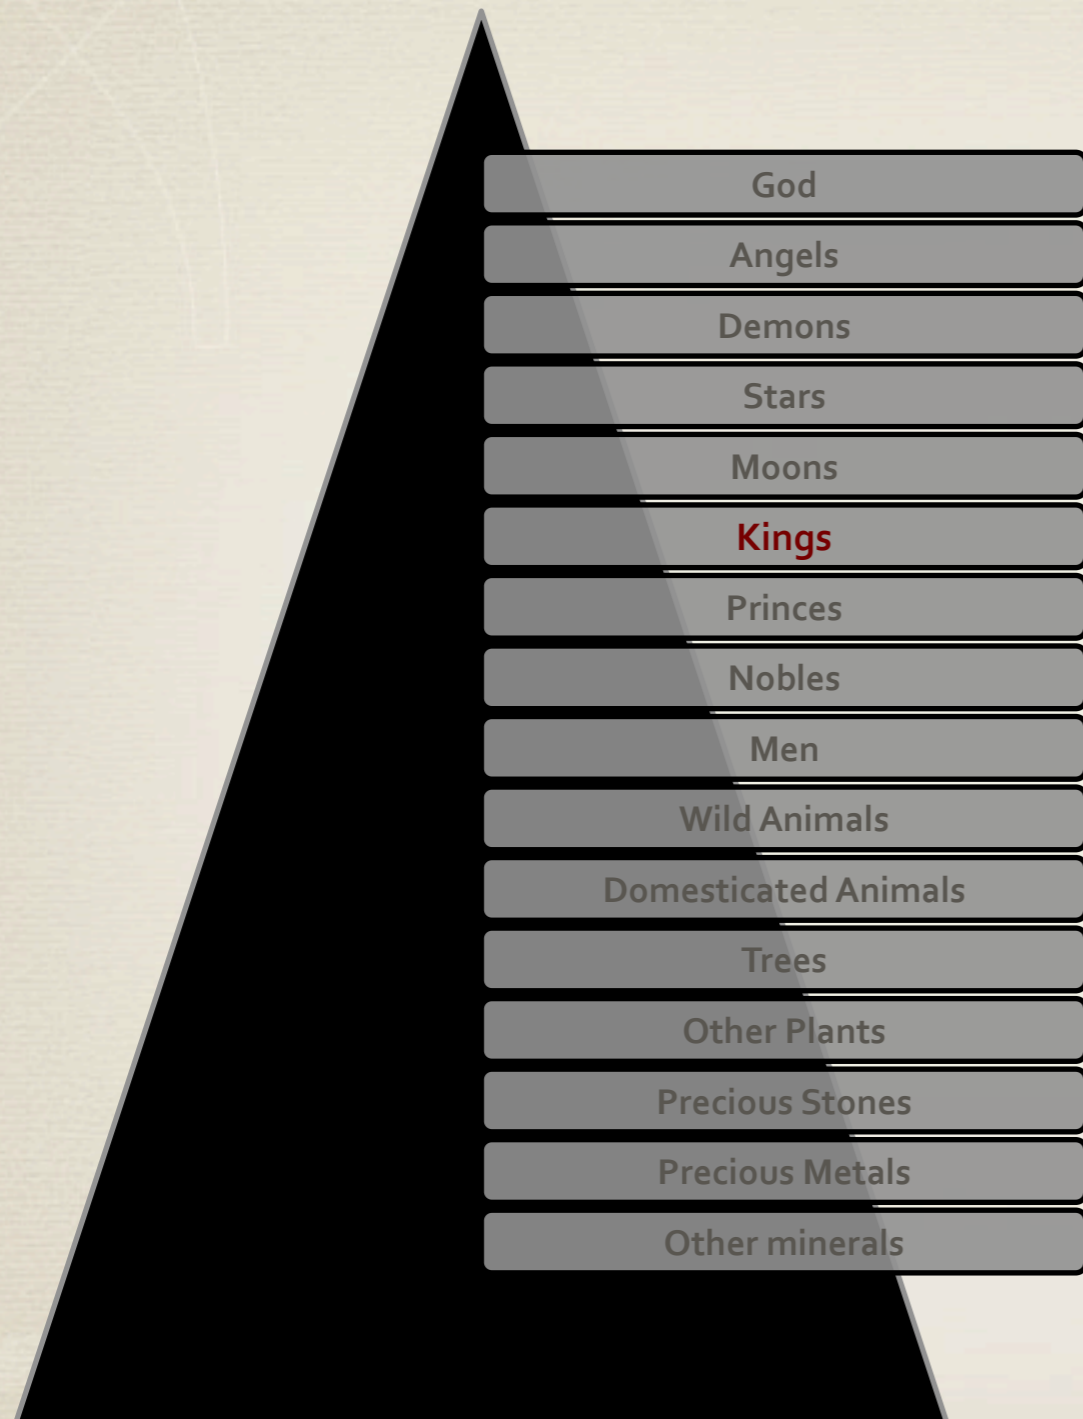 God
Angels
Demons
Stars
Moons
Kings
Princes
Nobles
Men
Wild Animals
Domesticated Animals
Trees
Other Plants
Precious Stones
Precious Metals
Other minerals